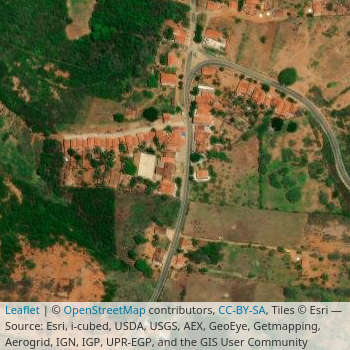 Leaflet | © OpenStreetMap contributors, CC-BY-SA, Tiles © Esri —
Source: Esri, i-cubed, USDA, USGS, AEX, GeoEye, Getmapping,
Aerogrid, IGN, IGP, UPR-EGP, and the GIS User Community